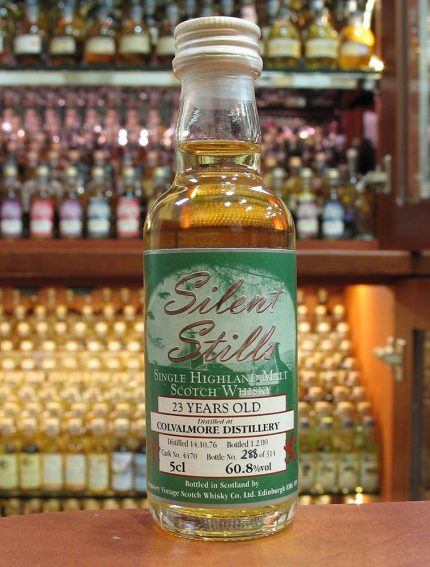 Silent
Stills
SINGLE HIGHLAND MALT
SCOTCH WHISKY
23 YEARS OLD
Distilled at
COLVALMORE DISTILLERY
Distilled 14.10.76 Bottled 1.2.00
Cask No. 4470 Bottle No. 288 of 314
5cl 60.8%vol
Bottled in Scotland by
Vintage Scotch Whisky Co. Ltd. Edinburgh